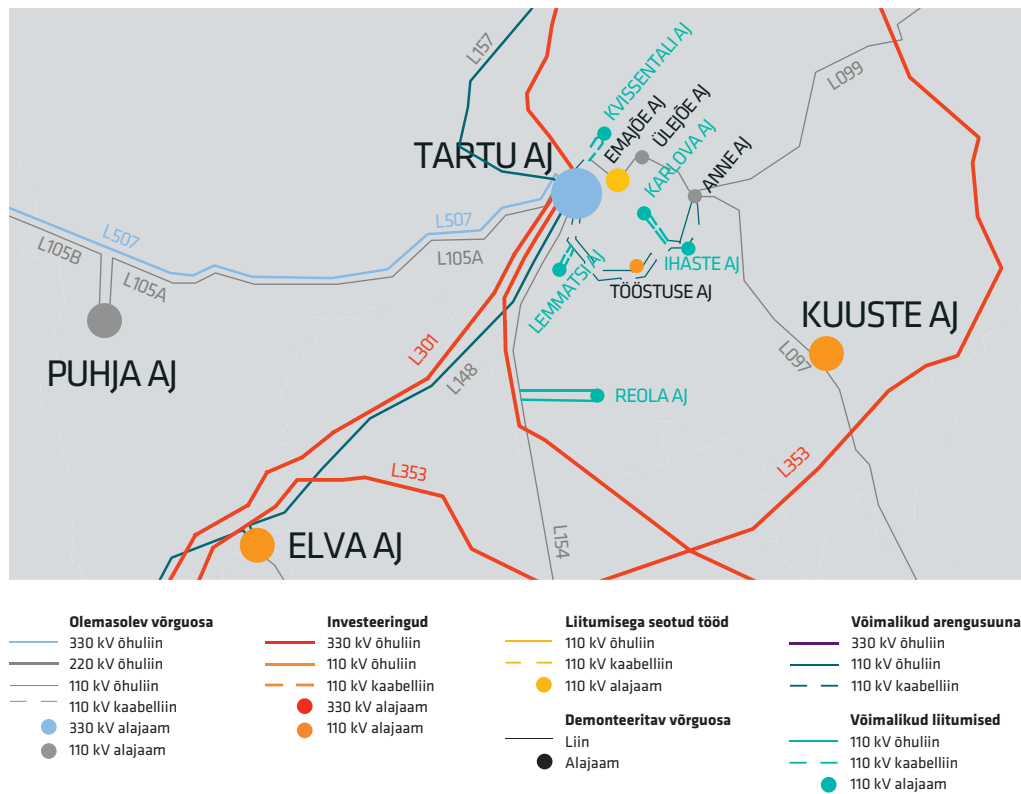 L157
KVISSENTALI AJ
EMAJÕE AJ
ÜLEJÕE AJ
L099
TARTU AJ
KARLOVA AJ
ANNE AJ
L507
L507
L105B
L105A
L105A
IHASTE AJ
LEMMATSI AJ
TÖÖSTUSE AJ
KUUSTE AJ
L301
L097
PUHJA AJ
L148
REOLA AJ
L353
L353
L154
ELVA AJ
Olemasolev võrguosa
330 kV õhuliin
220 kV õhuliin
110 kV õhuliin
110 kV kaabelliin
330 kV alajaam
110 kV alajaam
Investeeringud
330 kV õhuliin
110 kV õhuliin
110 kV kaabelliin
330 kV alajaam
110 kV alajaam
Liitumisega seotud tööd
110 kV õhuliin
110 kV kaabelliin
110 kV alajaam
Demonteeritav võrguosa
Liin
Alajaam
Võimalikud arengusuuna
330 kV õhuliin
110 kV õhuliin
110 kV kaabelliin
Võimalikud liitumised
110 kV õhuliin
110 kV kaabelliin
110 kV alajaam